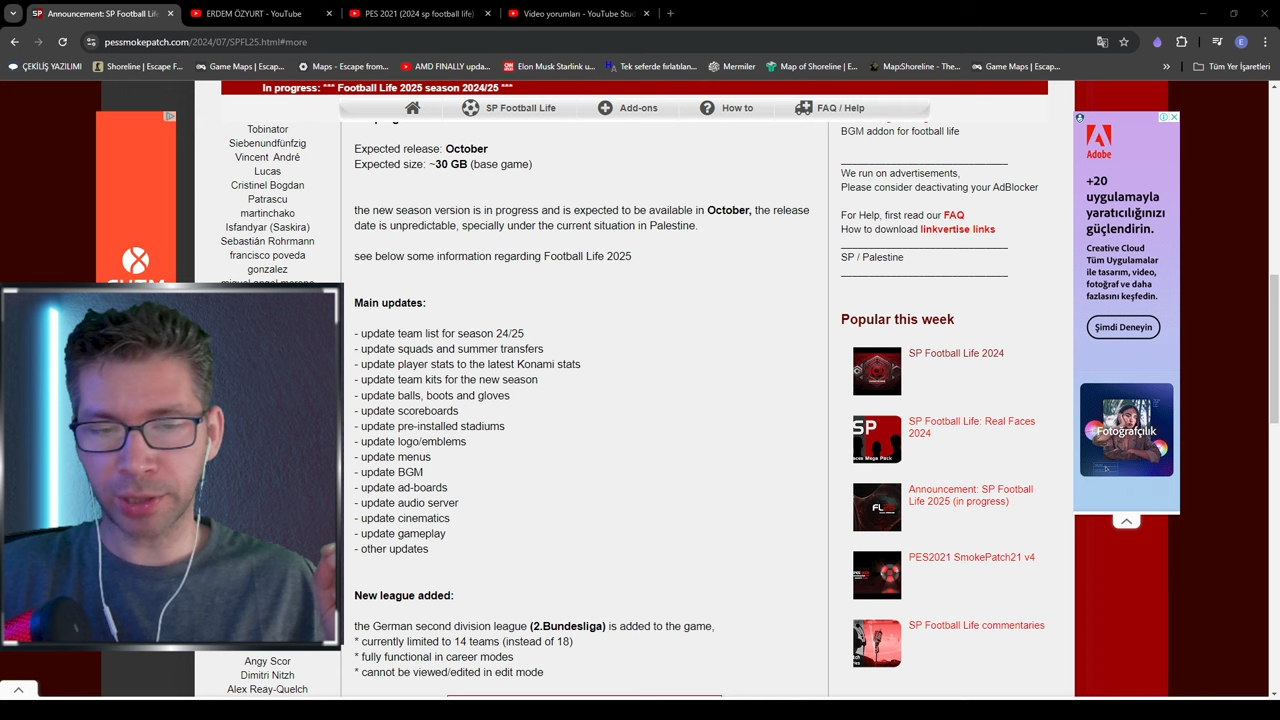 Announcement: SP Football Life
ERDEM ÖZYURT - YouTube
PES 2021 (2024 sp football life)
Video yorumları - YouTube Stud
pessmokepatch.com/2024/07/SPFL25.html#more
E
ÇEKİLİŞ YAZILIMI
Shoreline | Escape F...
Game Maps | Escap...
Maps - Escape from...
AMD FINALLY upda...
Elon Musk Starlink u...
Tek seferde fırlatılan...
Mermiler
Map of Shoreline | E...
Map:Shoreline - The...
Game Maps | Escap...
Tüm Yer İşaretleri
In progress: *** Football Life 2025 season 2024/25 ***
SP Football Life
Add-ons
How to
FAQ / Help
Tobinator
Siebenundfünfzig
Vincent André
Lucas
Cristinel Bogdan
Patrascu
martinchako
Isfandyar (Saskira)
Sebastián Rohrmann
francisco poveda
gonzalez
Angy Scor
Dimitri Nitzh
Alex Reay-Quelch
Expected release: October
Expected size: ~30 GB (base game)
the new season version is in progress and is expected to be available in October, the release
date is unpredictable, specially under the current situation in Palestine.
see below some information regarding Football Life 2025
Main updates:
- update team list for season 24/25
- update squads and summer transfers
- update player stats to the latest Konami stats
- update team kits for the new season
- update balls, boots and gloves
- update scoreboards
- update pre-installed stadiums
- update logo/emblems
- update menus
- update BGM
- update ad-boards
- update audio server
- update cinematics
- update gameplay
- other updates
New league added:
the German second division league (2.Bundesliga) is added to the game,
* currently limited to 14 teams (instead of 18)
* fully functional in career modes
* cannot be viewed/edited in edit mode
BGM addon for football life
We run on advertisements,
Please consider deactivating your AdBlocker
For Help, first read our FAQ
How to download linkvertise links
SP / Palestine
Popular this week
SP Football Life 2024
SP Football Life: Real Faces
2024
Announcement: SP Football
Life 2025 (in progress)
PES2021 SmokePatch21 v4
SP Football Life commentaries
Adobe
+20
uygulamayla
yaratıcılığınızı
güçlendirin.
Creative Cloud
Tüm Uygulamalar
ile tasarım, video,
fotoğraf ve daha
fazlasını keşfedin.
Şimdi Deneyin
Fotoğrafçılık